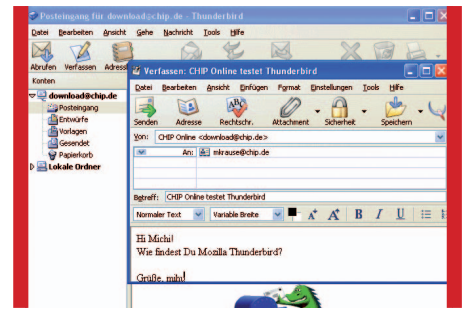 Posteingang für download@chip.de - Thunderbird
Datei Bearbeiten Ansicht Gehe Nachricht Tools Hilfe
Abrufen Verfassen
Konten
download@chip.de
Posteingang
Entwürfe
Vorlagen
Gesendet
Papierkorb
Lokale Ordner
Verfassen: CHIP Online testet Thunderbird
Datei Bearbeiten Ansicht Einfügen Format Einstellungen Tools Hilfe
Senden Adresse Rechtschr. Attachment Sicherheit Speichern
Von: CHIP Online <download@chip.de>
An: mkrause@chip.de
Betreff: CHIP Online testet Thunderbird
Normaler Text Variable Breite A A B I U
Hi Michi!
Wie findest Du Mozilla Thunderbird?
Grüße, mihu!